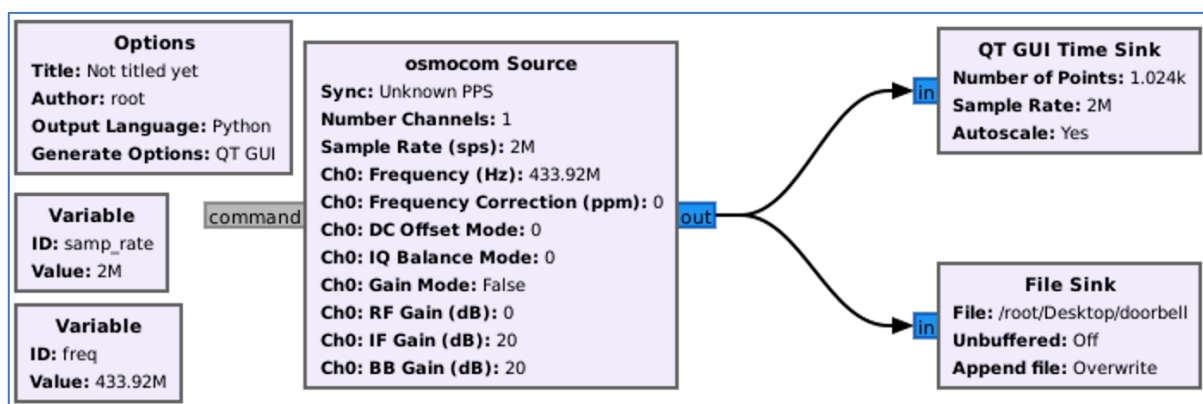 Options
Title: Not titled yet
Author: root
Output Language: Python
Generate Options: QT GUI
Variable
ID: samp_rate
Value: 2M
Variable
ID: freq
Value: 433.92M
command
osmocom Source
Sync: Unknown PPS
Number Channels: 1
Sample Rate (sps): 2M
Ch0: Frequency (Hz): 433.92M
Ch0: Frequency Correction (ppm): 0
Ch0: DC Offset Mode: 0
Ch0: IQ Balance Mode: 0
Ch0: Gain Mode: False
Ch0: RF Gain (dB): 0
Ch0: IF Gain (dB): 20
Ch0: BB Gain (dB): 20
out
in
QT GUI Time Sink
Number of Points: 1.024k
Sample Rate: 2M
Autoscale: Yes
in
File Sink
File: /root/Desktop/doorbell
Unbuffered: Off
Append file: Overwrite